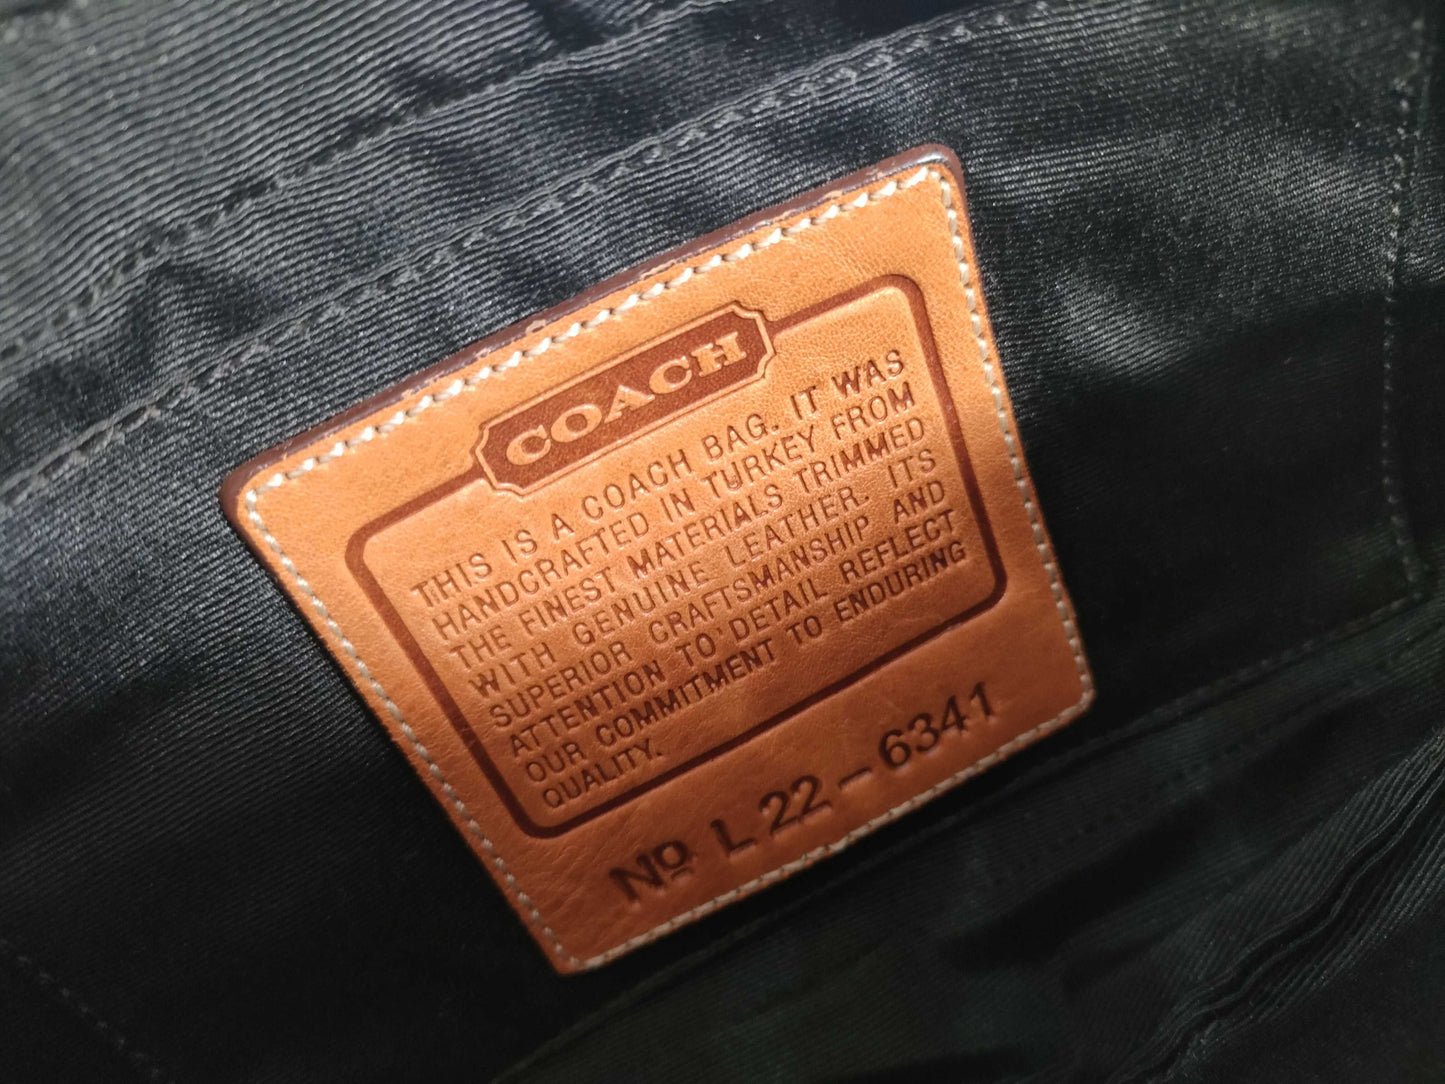 COACH
THIS IS A COACH BAG. IT WAS
HANDCRAFTED IN TURKEY FROM
THE FINEST MATERIALS TRIMMED
WITH GENUINE LEATHER. ITS
SUPERIOR CRAFTSMANSHIP AND
ATTENTION TO DETAIL REFLECT
OUR COMMITMENT TO ENDURING
QUALITY.
Nº L22-6341